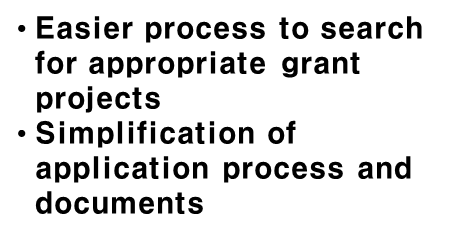 • Easier process to search
for appropriate grant
projects
• Simplification of
application process and
documents